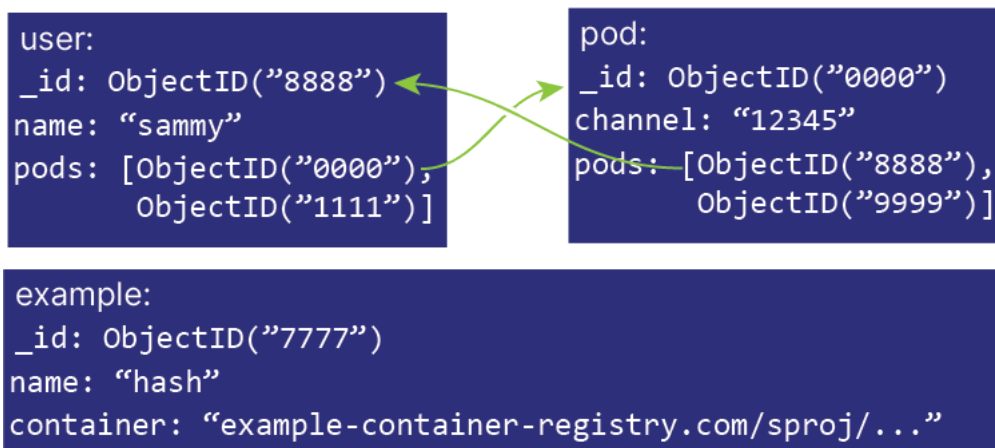 user:
_id: ObjectID(”8888”)
name: “sammy”
pods: [ObjectID(”0000”),
ObjectID(”1111”)]
pod:
_id: ObjectID(”0000”)
channel: “12345”
pods: [ObjectID(”8888”),
ObjectID(”9999”)]
example:
_id: ObjectID(”7777”)
name: “hash”
container: “example-container-registry.com/sproj/...”